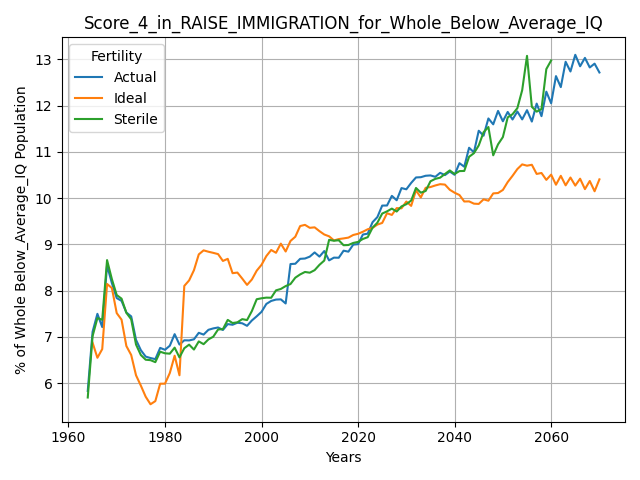 Score_4_in_RAISE_IMMIGRATION_for_Whole_Below_Average_IQ
Fertility
Actual
Ideal
Sterile
% of Whole Below_Average_IQ Population
13
12
11
10
9
8
7
6
1960
1980
2000
2020
2040
2060
Years